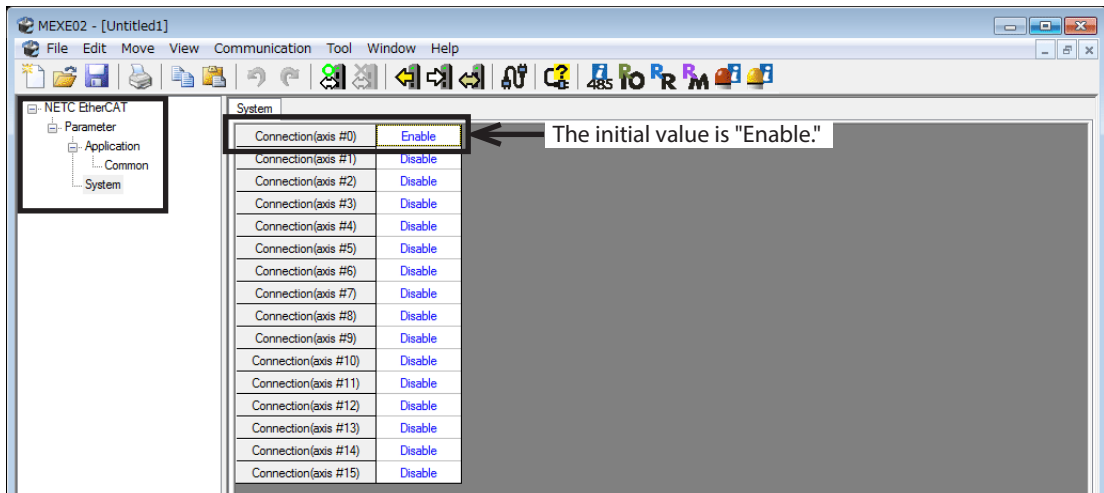 MEXE02 - [Untitled1]
File Edit Move View Communication Tool Window Help
485 Ro RR RM
NETC EtherCAT
Parameter
Application
Common
System
System
Connection(axis #0) Enable
The initial value is "Enable."
Connection(axis #1) Disable
Connection(axis #2) Disable
Connection(axis #3) Disable
Connection(axis #4) Disable
Connection(axis #5) Disable
Connection(axis #6) Disable
Connection(axis #7) Disable
Connection(axis #8) Disable
Connection(axis #9) Disable
Connection(axis #10) Disable
Connection(axis #11) Disable
Connection(axis #12) Disable
Connection(axis #13) Disable
Connection(axis #14) Disable
Connection(axis #15) Disable